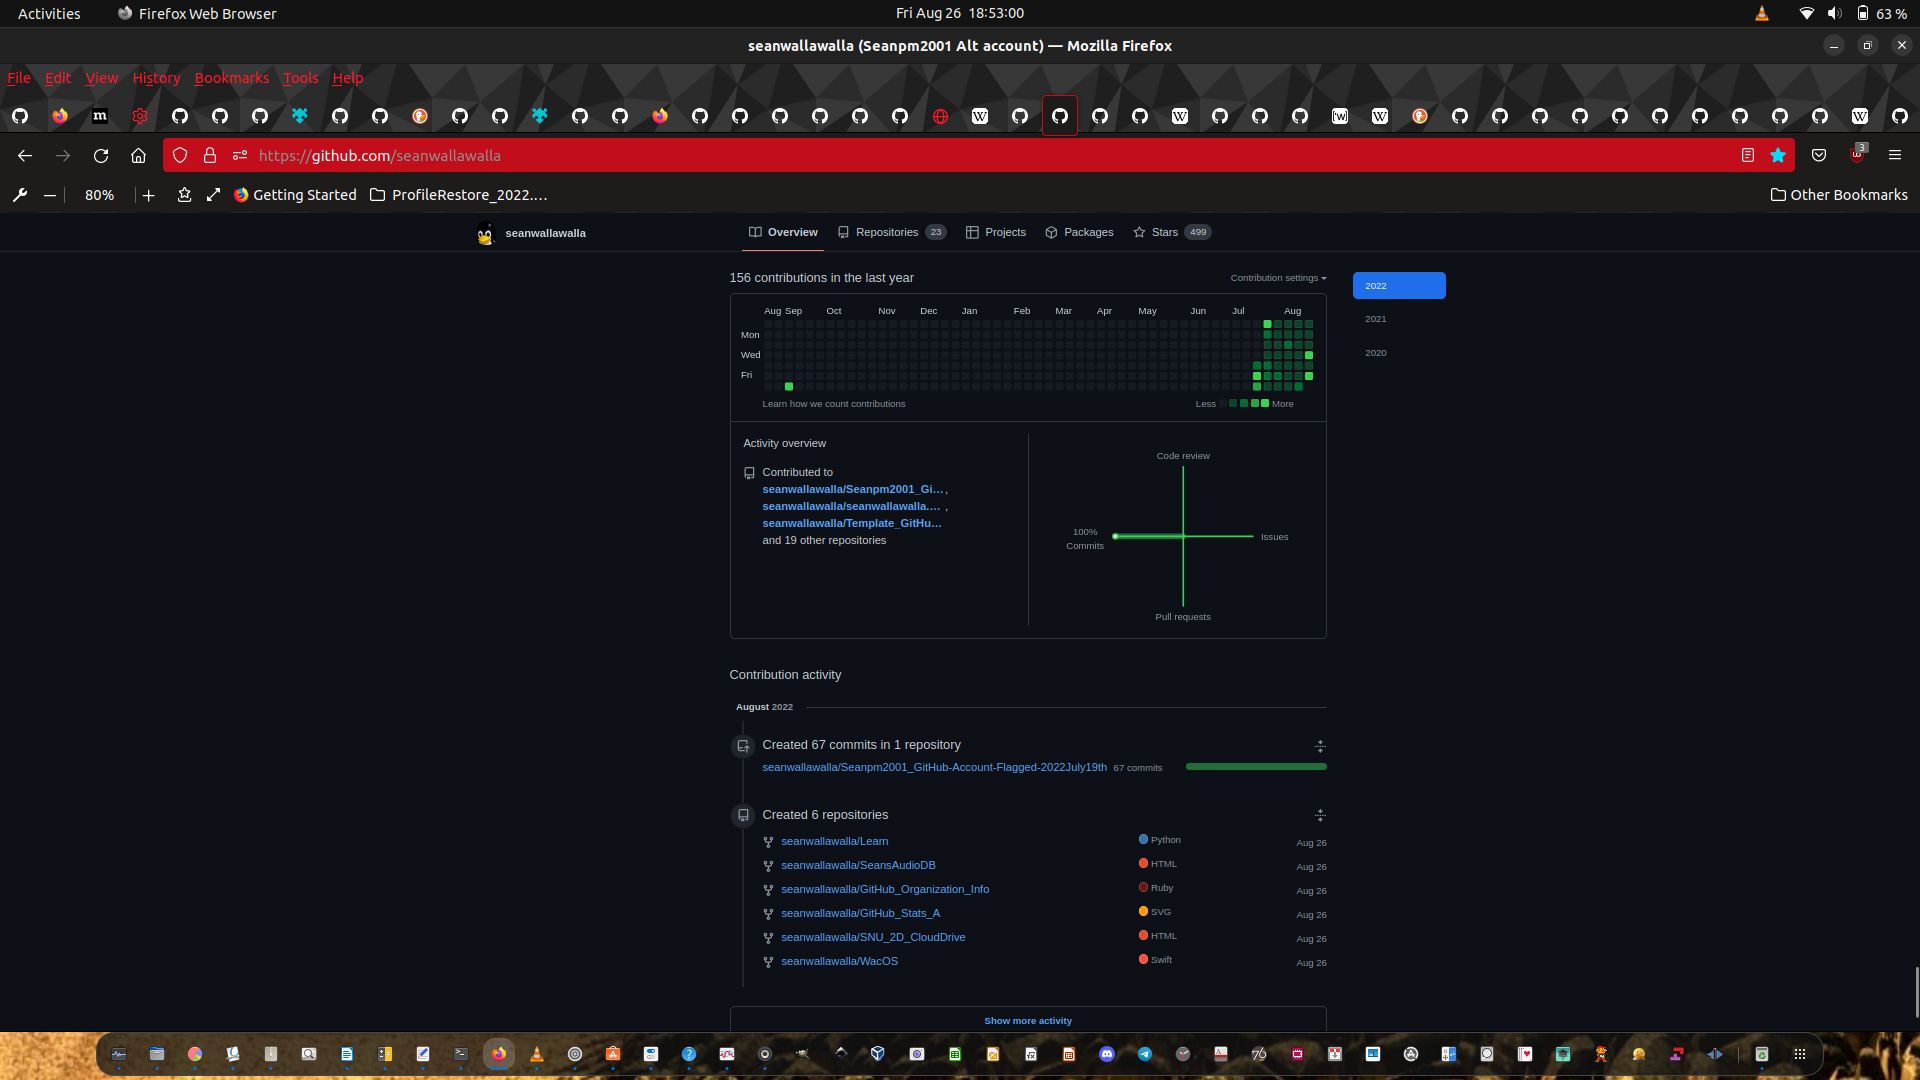 Activities Firefox Web Browser Fri Aug 26 18:53:00 63 %
seanwallawalla (Seanpm2001 Alt account) — Mozilla Firefox
File Edit View History Bookmarks Tools Help
https://github.com/seanwallawalla 3
80% Getting Started ProfileRestore_2022.… Other Bookmarks
seanwallawalla Overview Repositories 23 Projects Packages Stars 499
156 contributions in the last year Contribution settings
2022
2021
2020
Aug Sep Oct Nov Dec Jan Feb Mar Apr May Jun Jul Aug
Mon
Wed
Fri
Learn how we count contributions Less More
Activity overview
Contributed to
seanwallawalla/Seanpm2001_Gi… ,
seanwallawalla/seanwallawalla.… ,
seanwallawalla/Template_GitHu…
and 19 other repositories
Code review
100%
Commits
Issues
Pull requests
Contribution activity
August 2022
Created 67 commits in 1 repository
seanwallawalla/Seanpm2001_GitHub-Account-Flagged-2022July19th 67 commits
Created 6 repositories
seanwallawalla/Learn Python Aug 26
seanwallawalla/SeansAudioDB HTML Aug 26
seanwallawalla/GitHub_Organization_Info Ruby Aug 26
seanwallawalla/GitHub_Stats_A SVG Aug 26
seanwallawalla/SNU_2D_CloudDrive HTML Aug 26
seanwallawalla/WacOS Swift Aug 26
Show more activity